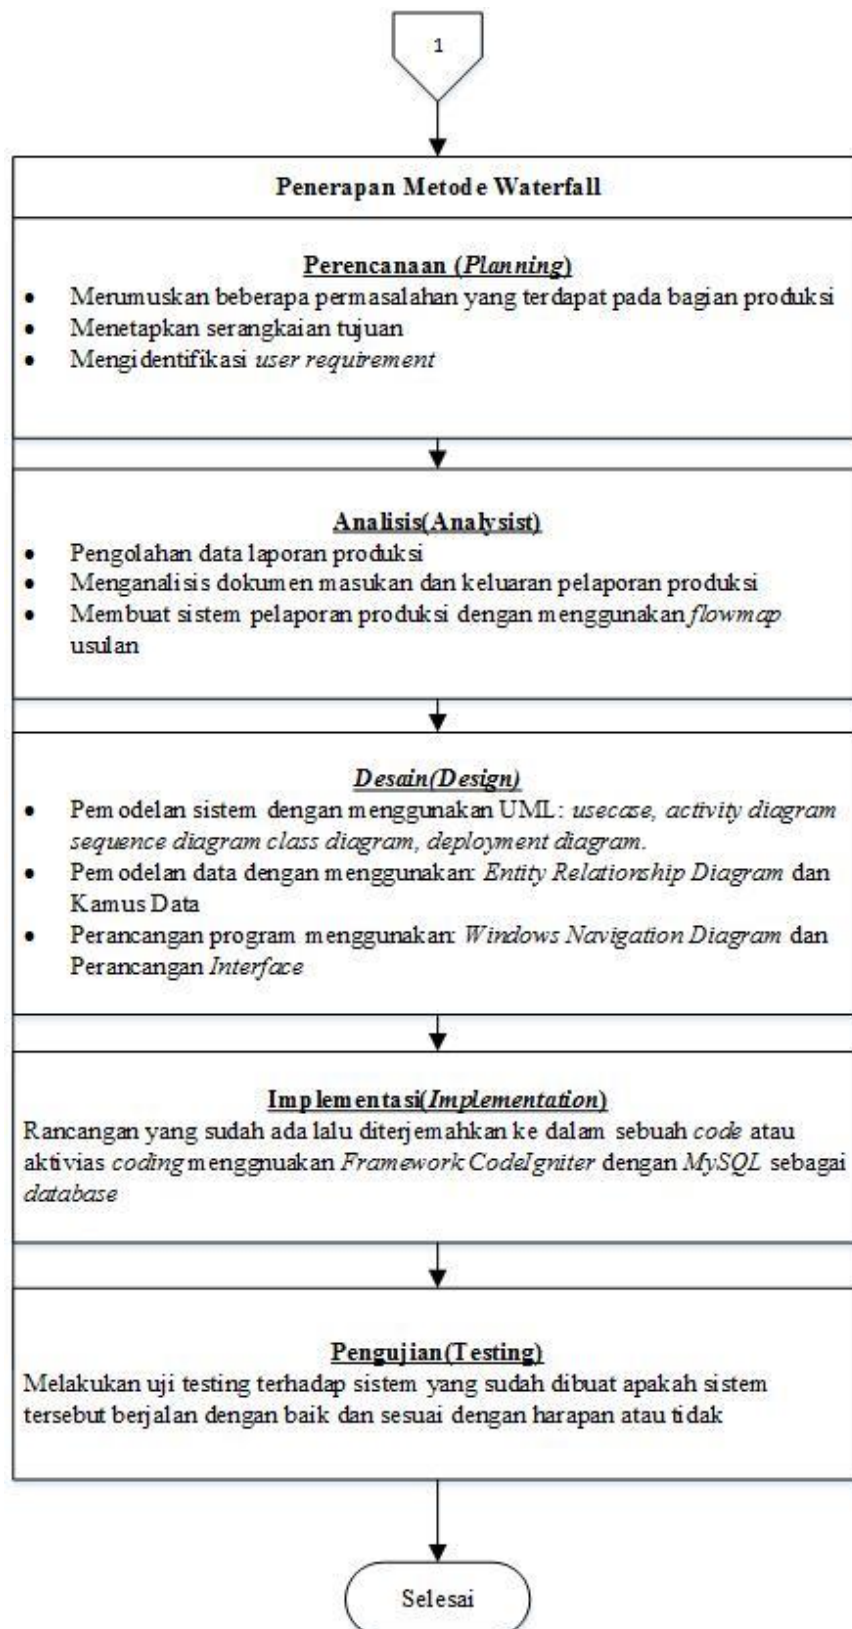 1
Penerapan Metode Waterfall
Perencanaan (Planning)
• Merumuskan beberapa permasalahan yang terdapat pada bagian produksi
• Menetapkan serangkaian tujuan
• Mengidentifikasi user requirement
Analisis(Analysist)
• Pengolahan data laporan produksi
• Menganalisis dokumen masukan dan keluaran pelaporan produksi
• Membuat sistem pelaporan produksi dengan menggunakan flowmap
usulan
Desain(Design)
• Pemodelan sistem dengan menggunakan UML: usecase, activity diagram
sequence diagram class diagram, deployment diagram.
• Pemodelan data dengan menggunakan: Entity Relationship Diagram dan
Kamus Data
• Perancangan program menggunakan: Windows Navigation Diagram dan
Perancangan Interface
Implementasi(Implementation)
Rancangan yang sudah ada lalu diterjemahkan ke dalam sebuah code atau
aktivias coding menggnuakan Framework CodeIgniter dengan MySQL sebagai
database
Pengujian(Testing)
Melakukan uji testing terhadap sistem yang sudah dibuat apakah sistem
tersebut berjalan dengan baik dan sesuai dengan harapan atau tidak
Selesai